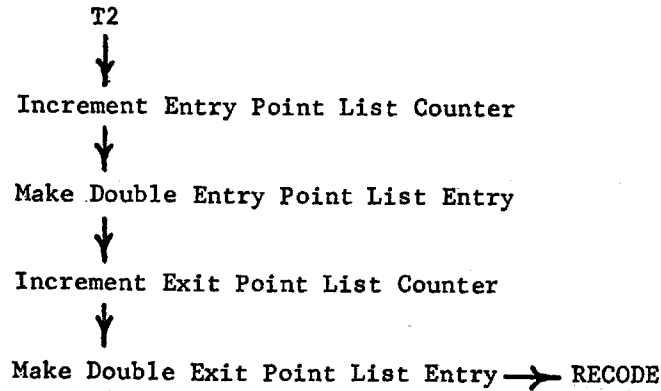 T2
Increment Entry Point List Counter
Make Double Entry Point List Entry
Increment Exit Point List Counter
Make Double Exit Point List Entry → RECODE